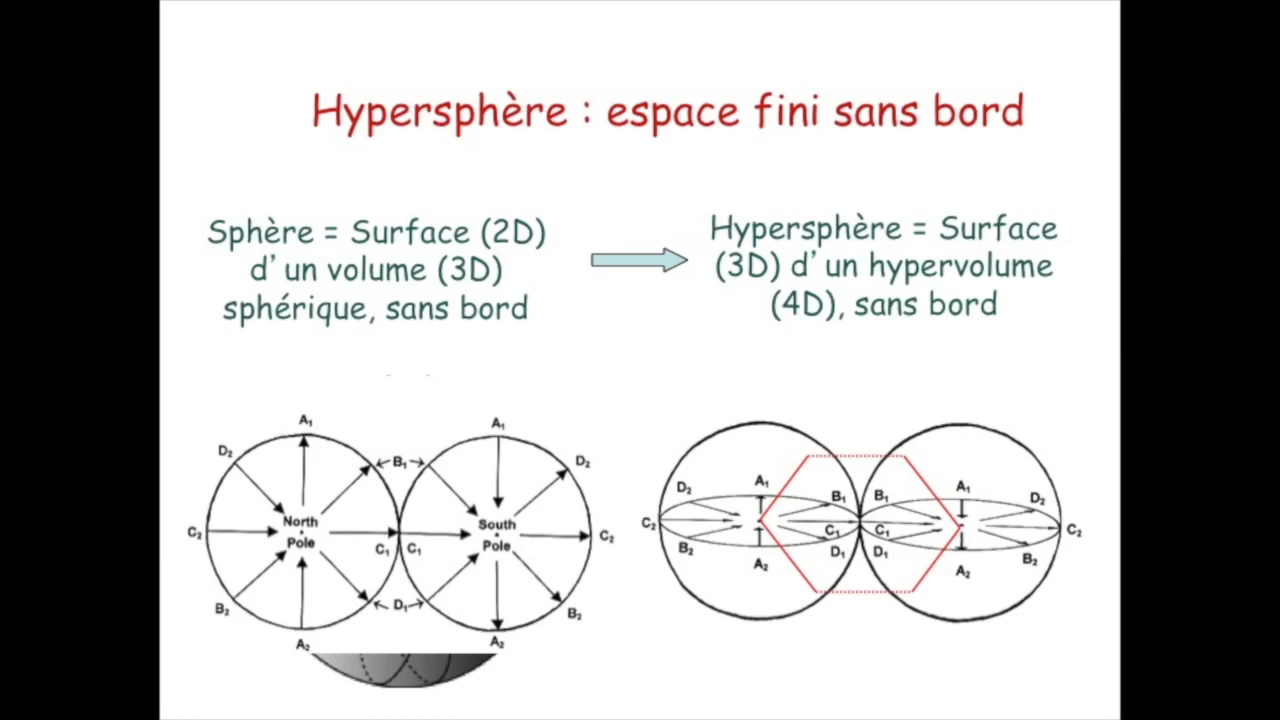 Hypersphère : espace fini sans bord
Sphère = Surface (2D)
d’un volume (3D)
sphérique, sans bord
Hypersphère = Surface
(3D) d’un hypervolume
(4D), sans bord
A₁
D₂
C₂
B₂
A₂
North
Pole
B₁
C₁
D₁
A₁
D₂
C₁
C₂
B₂
A₂
South
Pole
D₂
A₁
B₁
C₂
C₁
B₂
A₂
D₁
B₁
A₁
D₂
C₁
C₂
D₁
A₂
B₂